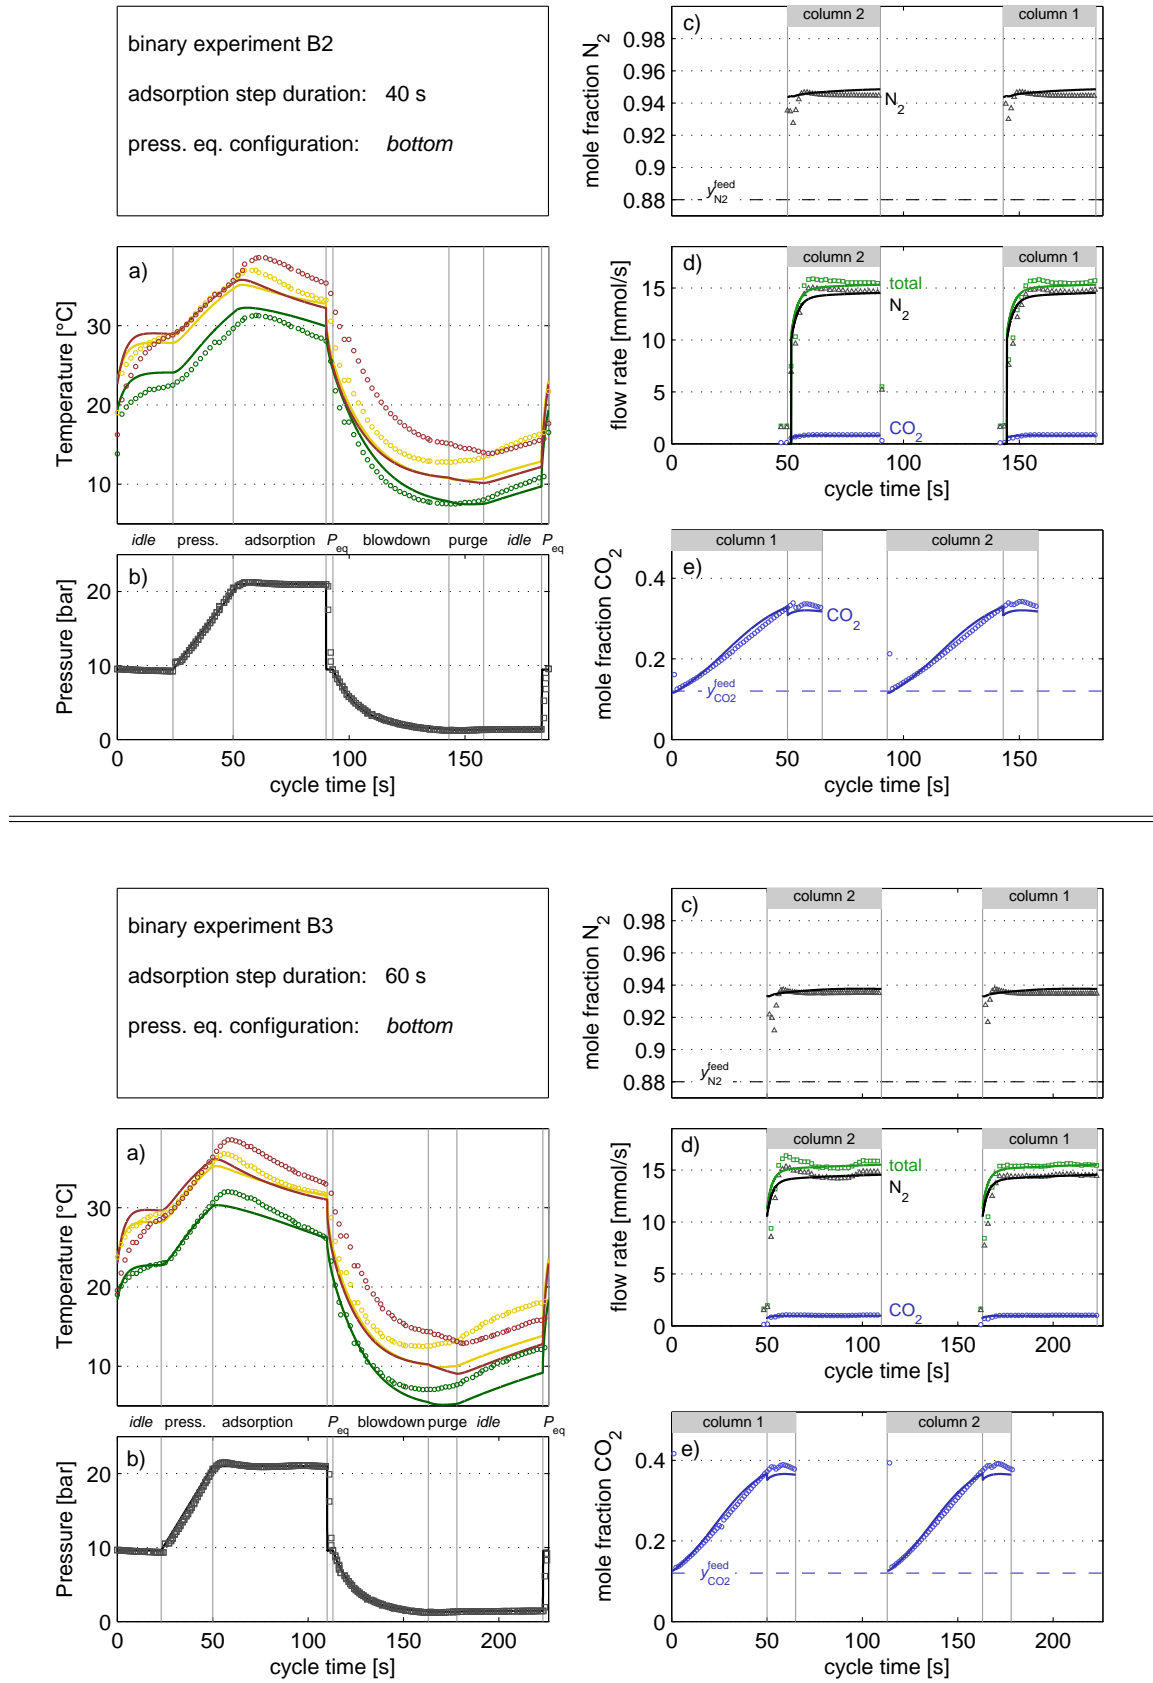 binary experiment B2
adsorption step duration: 40 s
press. eq. configuration: bottom
column 2
column 1
c)
mole fraction N2
0.98
0.96
0.94
0.92
0.9
0.88
N2
yN2feed
a)
Temperature [°C]
30
20
10
d)
column 2
column 1
flow rate [mmol/s]
15
10
5
0
total
N2
CO2
0
50
100
150
cycle time [s]
idle press. adsorption Peq blowdown purge idle Peq
b)
Pressure [bar]
20
10
0
0
50
100
150
cycle time [s]
column 1
column 2
e)
mole fraction CO2
0.4
0.2
0
CO2
yCO2feed
0
50
100
150
cycle time [s]
binary experiment B3
adsorption step duration: 60 s
press. eq. configuration: bottom
column 2
column 1
c)
mole fraction N2
0.98
0.96
0.94
0.92
0.9
0.88
yN2feed
0
50
100
150
200
a)
Temperature [°C]
30
20
10
d)
column 2
column 1
flow rate [mmol/s]
15
10
5
0
total
N2
CO2
0
50
100
150
200
cycle time [s]
idle press. adsorption Peq blowdown purge idle Peq
b)
Pressure [bar]
20
10
0
0
50
100
150
200
cycle time [s]
column 1
column 2
e)
mole fraction CO2
0.4
0.2
0
yCO2feed
0
50
100
150
200
cycle time [s]